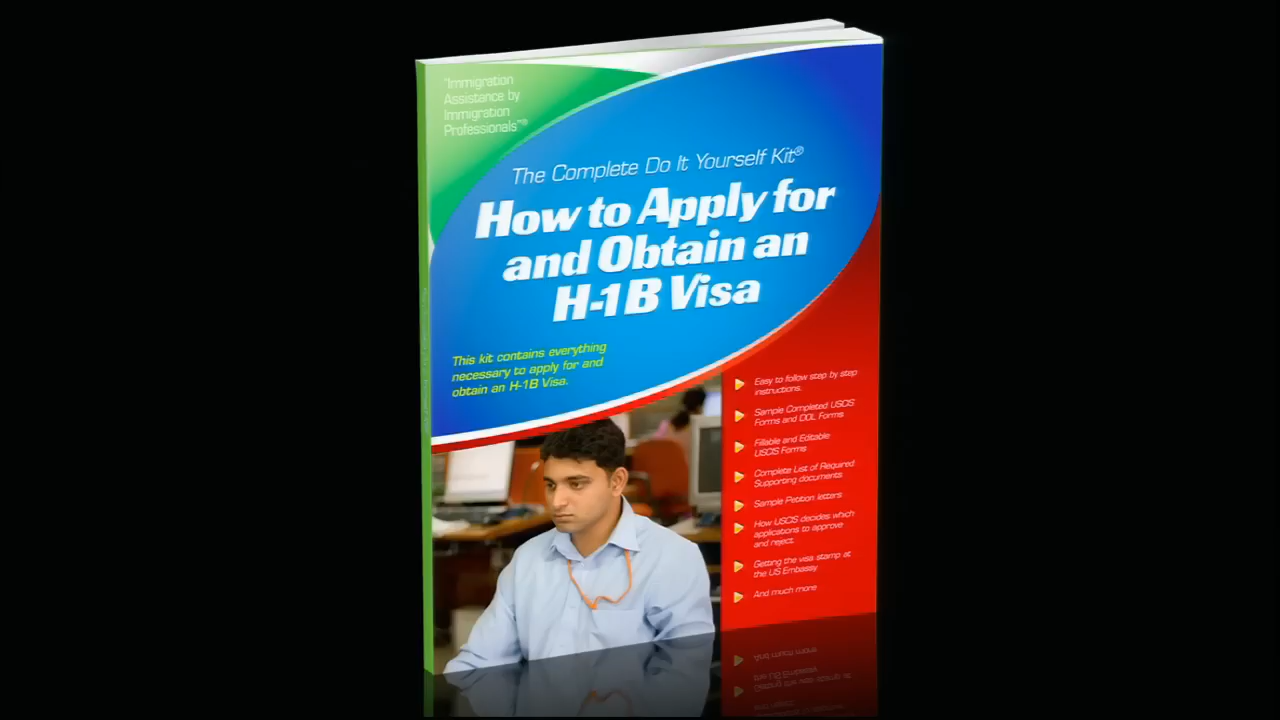 "Immigration
Assistance by
Immigration
Professionals"®
The Complete Do It Yourself Kit®
How to Apply for
and Obtain an
H-1B Visa
This kit contains everything
necessary to apply for and
obtain an H-1B Visa.
Easy to follow step by step
instructions.
Sample Completed USCIS
Forms and DOL Forms
Fillable and Editable
USCIS Forms
Complete List of Required
Supporting documents
Sample Petition letters
How USCIS decides which
applications to approve
and reject.
Getting the visa stamp at
the US Embassy
And much more